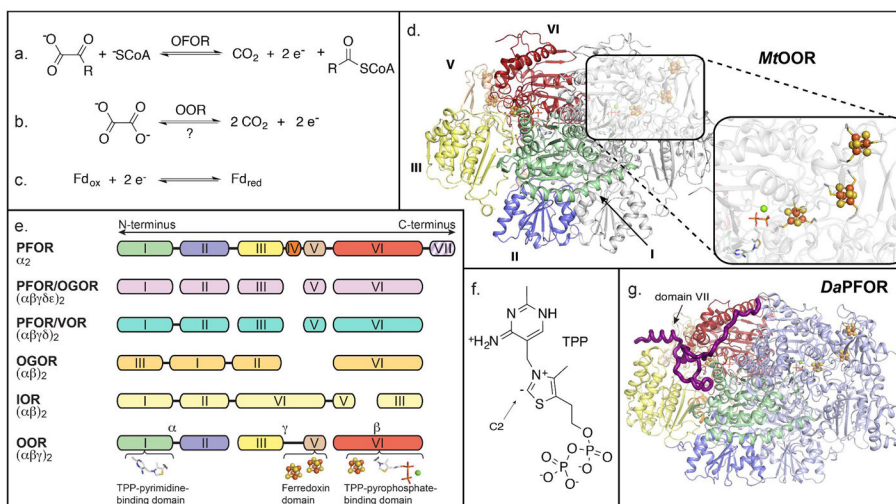 a.
⁻O
O
O
R
+ ⁻SCoA
OFOR
CO₂ + 2 e⁻ +
O
R
SCoA
b.
⁻O
O
O
O⁻
OOR
?
2 CO₂ + 2 e⁻
c. Fdox + 2 e⁻
Fdred
d.
MtOOR
VI
V
III
II
I
e.
N-terminus
C-terminus
PFOR
α₂
I II III IV V VI VII
PFOR/OGOR
(αβγδε)₂
I II III V VI
PFOR/VOR
(αβγδ)₂
I II III V VI
OGOR
(αβ)₂
III I II VI
IOR
(αβ)₂
I II VI V III
OOR
(αβγ)₂
α γ β
I II III V VI
TPP-pyrimidine-
binding domain
Ferredoxin
domain
TPP-pyrophosphate-
binding domain
f.
N
NH
⁺H₂N
TPP
N⁺
-
S
C2
O
O
O
P
P
O⁻
O⁻
O⁻
O
O
g.
DaPFOR
domain VII